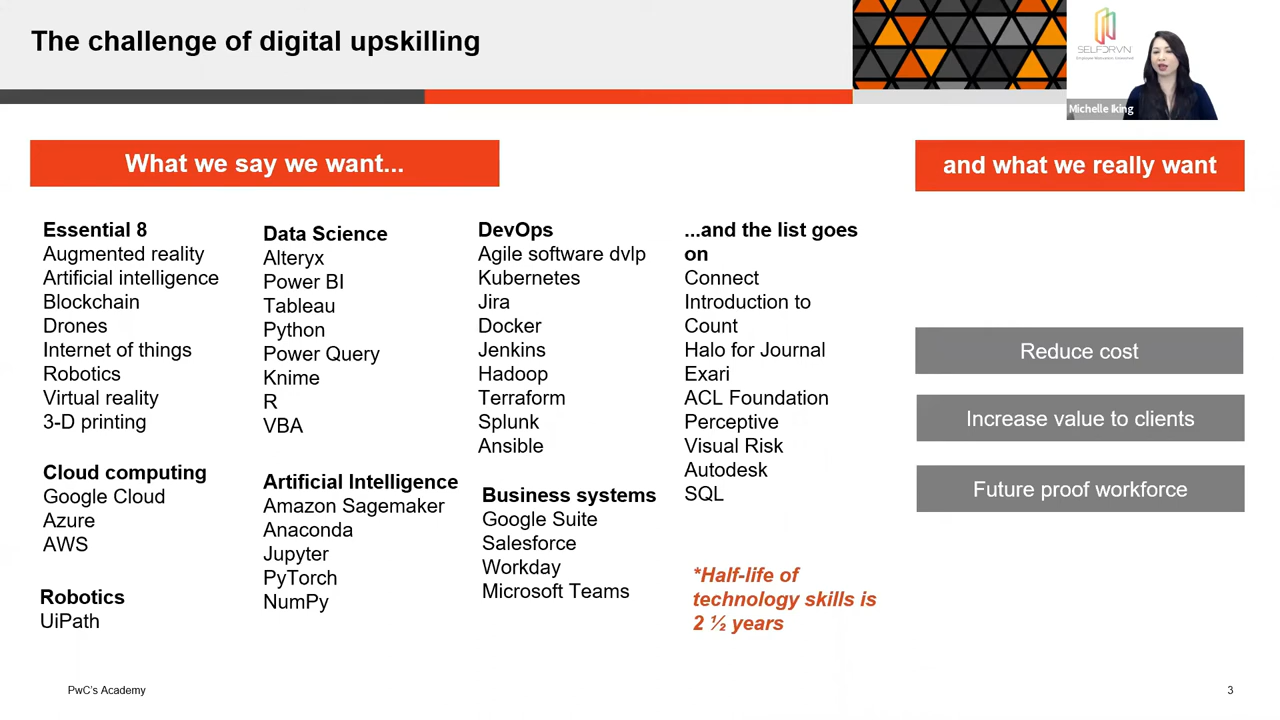 The challenge of digital upskilling
SELFDRVN
Michelle Iking
What we say we want...
and what we really want
Essential 8
Augmented reality
Artificial intelligence
Blockchain
Drones
Internet of things
Robotics
Virtual reality
3-D printing
Cloud computing
Google Cloud
Azure
AWS
Robotics
UiPath
Data Science
Alteryx
Power BI
Tableau
Python
Power Query
Knime
R
VBA
Artificial Intelligence
Amazon Sagemaker
Anaconda
Jupyter
PyTorch
NumPy
DevOps
Agile software dvlp
Kubernetes
Jira
Docker
Jenkins
Hadoop
Terraform
Splunk
Ansible
Business systems
Google Suite
Salesforce
Workday
Microsoft Teams
...and the list goes
on
Connect
Introduction to
Count
Halo for Journal
Exari
ACL Foundation
Perceptive
Visual Risk
Autodesk
SQL
*Half-life of
technology skills is
2 ½ years
Reduce cost
Increase value to clients
Future proof workforce
PwC's Academy
3